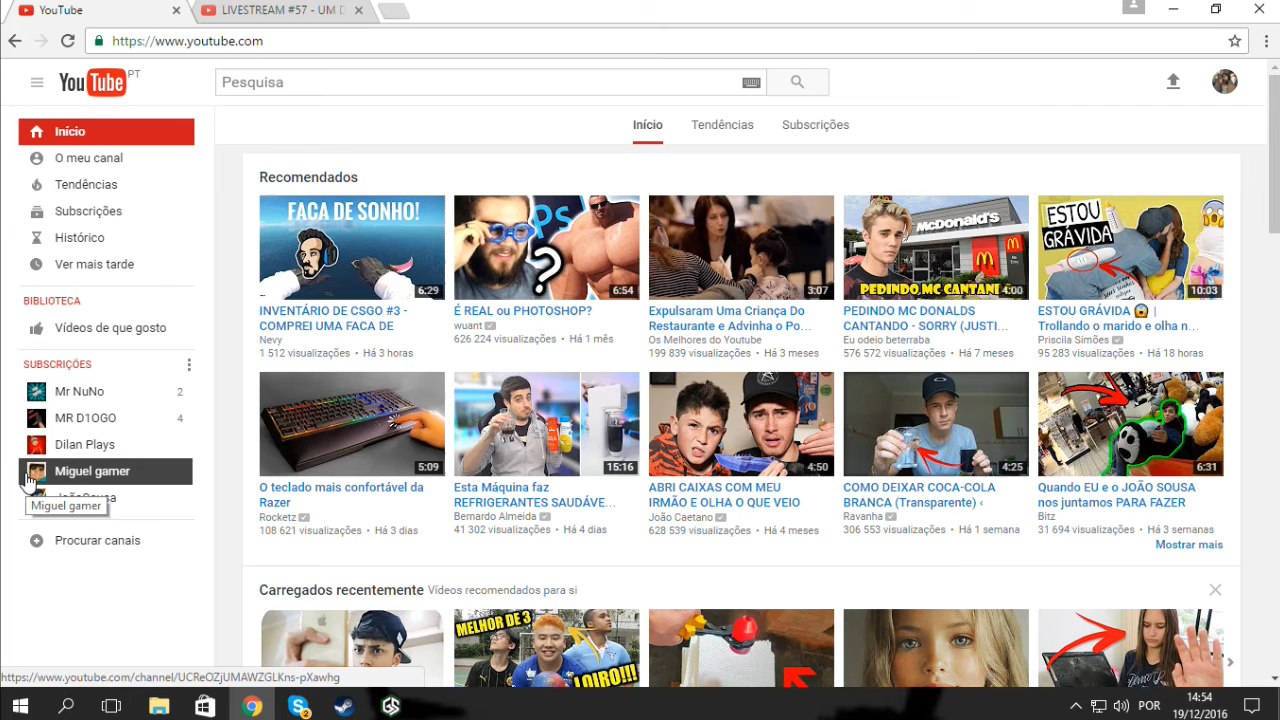 YouTube
LIVESTREAM #57 - UM D
https://www.youtube.com
YouTube PT
Pesquisa
Início
O meu canal
Tendências
Subscrições
Histórico
Ver mais tarde
BIBLIOTECA
Vídeos de que gosto
SUBSCRIÇÕES
Mr NuNo 2
MR D1OGO 4
Dilan Plays
Miguel gamer
Miguel gamer
Procurar canais
Início Tendências Subscrições
Recomendados
FACA DE SONHO!
6:29
INVENTÁRIO DE CSGO #3 -
COMPREI UMA FACA DE
Nevy
1 512 visualizações • Há 3 horas
PS
?
6:54
É REAL ou PHOTOSHOP?
wuant
626 224 visualizações • Há 1 mês
3:07
Expulsaram Uma Criança Do
Restaurante e Advinha o Po...
Os Melhores do Youtube
199 839 visualizações • Há 3 meses
McDONALD'S
PEDINDO MC CANTANDO
4:00
PEDINDO MC DONALDS
CANTANDO - SORRY (JUSTI...
Eu odeio beterraba
576 572 visualizações • Há 7 meses
ESTOU
GRÁVIDA
10:03
ESTOU GRÁVIDA 😱 |
Trollando o marido e olha n...
Priscila Simões
95 283 visualizações • Há 18 horas
5:09
O teclado mais confortável da
Razer
Rocketz
108 621 visualizações • Há 3 dias
15:16
Esta Máquina faz
REFRIGERANTES SAUDÁVE...
Bernardo Almeida
41 302 visualizações • Há 4 dias
4:50
ABRI CAIXAS COM MEU
IRMÃO E OLHA O QUE VEIO
João Caetano
628 539 visualizações • Há 4 meses
4:25
COMO DEIXAR COCA-COLA
BRANCA (Transparente) ‹
Ravanha
306 553 visualizações • Há 1 semana
6:31
Quando EU e o JOÃO SOUSA
nos juntamos PARA FAZER
Bitz
31 694 visualizações • Há 3 semanas
Mostrar mais
Carregados recentemente Vídeos recomendados para si
MELHOR DE 3
LOIRO!!!
https://www.youtube.com/channel/UCReOZjUMAWZGLKns-pXawhg
2
POR
14:54
19/12/2016